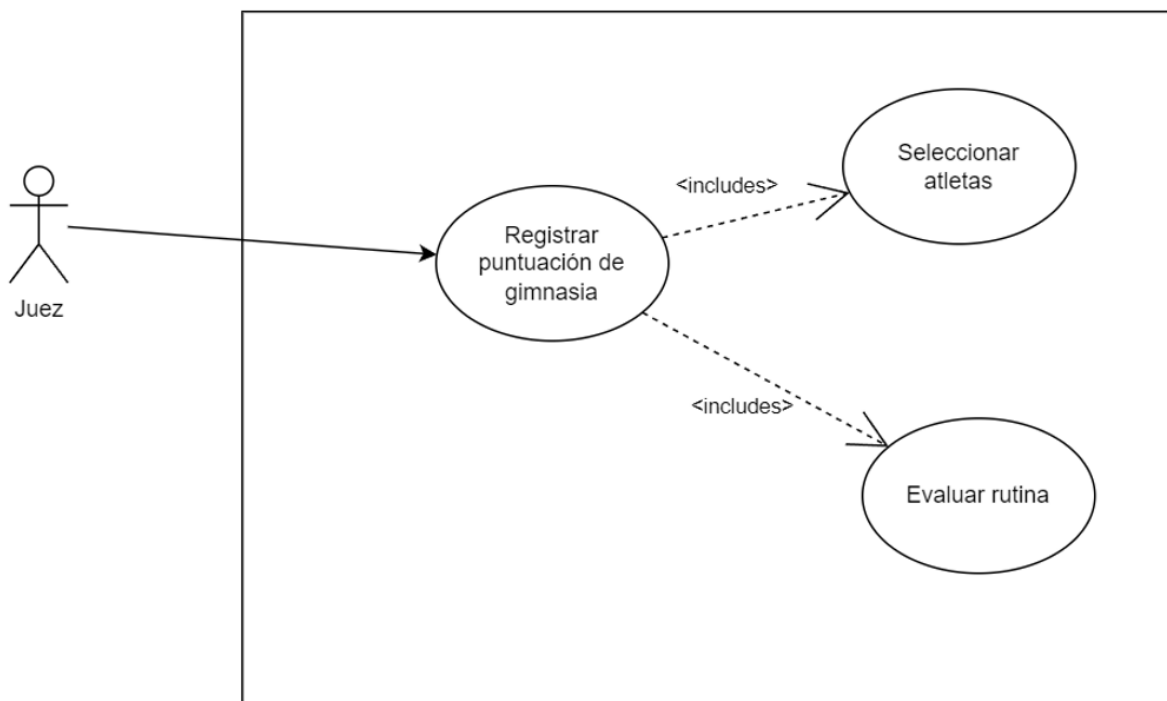 Juez
Registrar
puntuación de
gimnasia
<includes>
Seleccionar
atletas
<includes>
Evaluar rutina